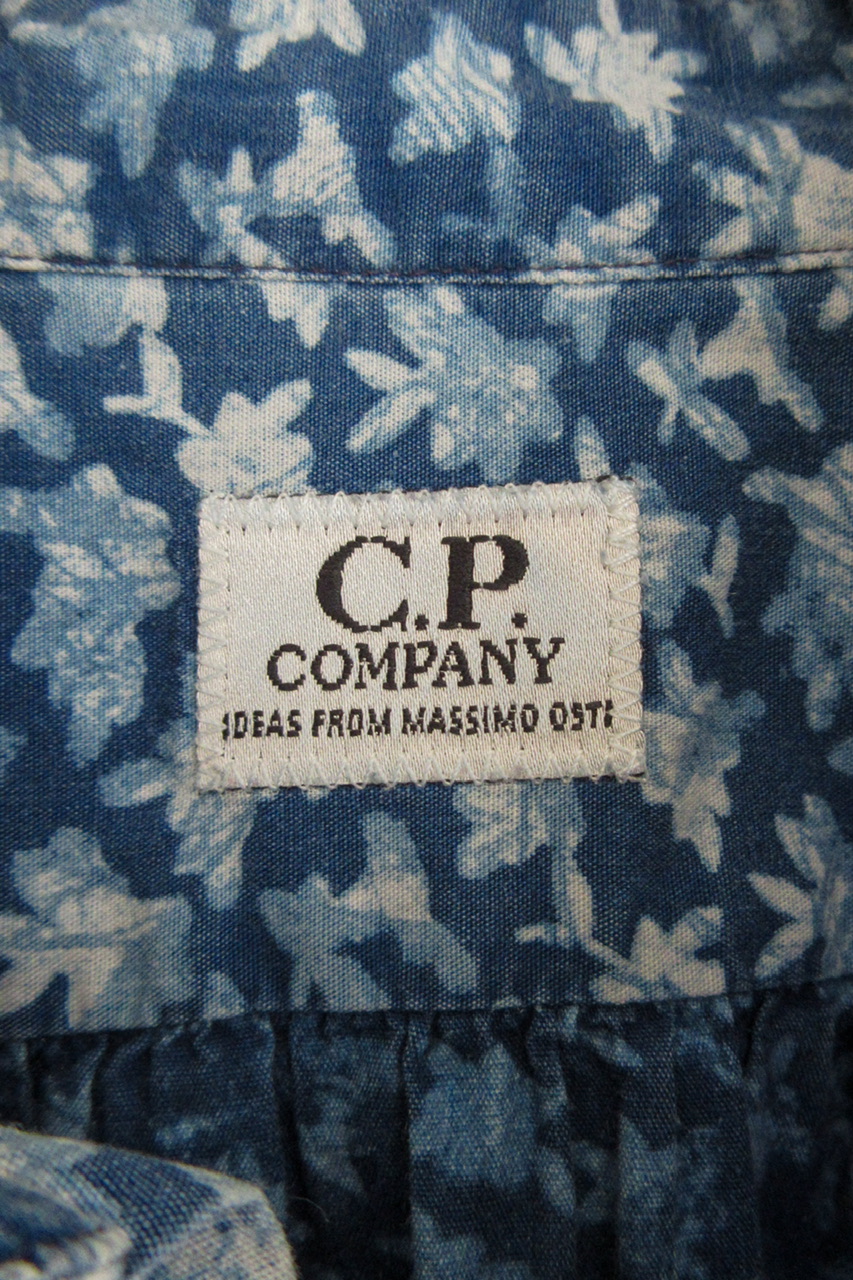 C.P.
COMPANY
IDEAS FROM MASSIMO OSTI